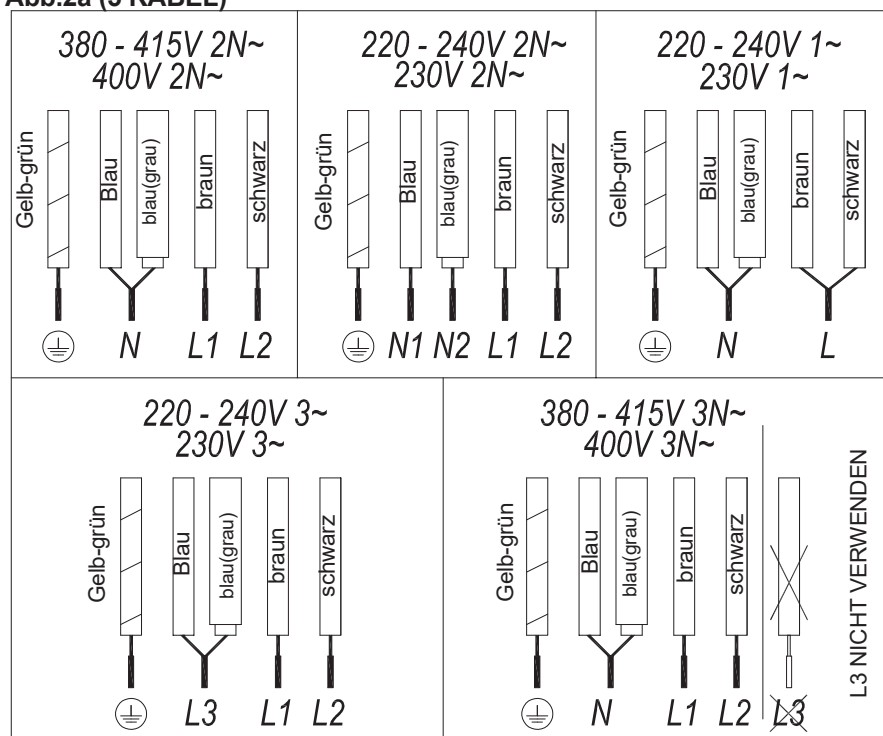 Abb.2a (5 KABEL)
380 - 415V 2N~
400V 2N~
Gelb-grün
Blau
blau(grau)
braun
schwarz
N L1 L2
220 - 240V 2N~
230V 2N~
Gelb-grün
Blau
blau(grau)
braun
schwarz
N1 N2 L1 L2
220 - 240V 1~
230V 1~
Gelb-grün
Blau
blau(grau)
braun
schwarz
N L
220 - 240V 3~
230V 3~
Gelb-grün
Blau
blau(grau)
braun
schwarz
L3 L1 L2
380 - 415V 3N~
400V 3N~
Gelb-grün
Blau
blau(grau)
braun
schwarz
N L1 L2 L3
L3 NICHT VERWENDEN